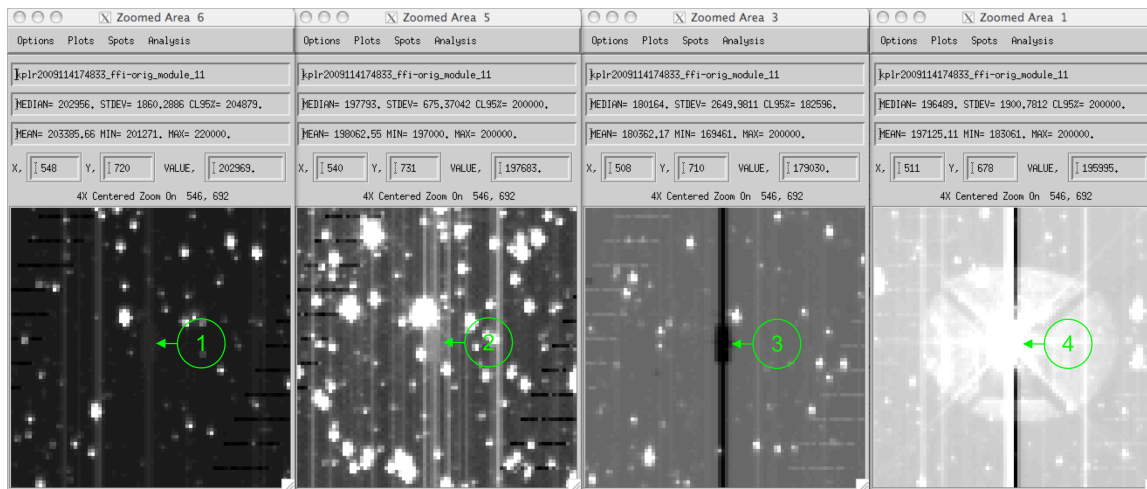 Zoomed Area 6
Options Plots Spots Analysis
kplr2009114174833_ffi-orig_module_11
MEDIAN= 202956. STDEV= 1860.2886 CL95%= 204879.
MEAN= 203385.66 MIN= 201271. MAX= 220000.
X, 548 Y, 720 VALUE, 202969.
4X Centered Zoom On 546, 692
1
Zoomed Area 5
Options Plots Spots Analysis
kplr2009114174833_ffi-orig_module_11
MEDIAN= 197793. STDEV= 675.37042 CL95%= 200000.
MEAN= 198062.55 MIN= 197000. MAX= 200000.
X, 540 Y, 731 VALUE, 197683.
4X Centered Zoom On 546, 692
2
Zoomed Area 3
Options Plots Spots Analysis
kplr2009114174833_ffi-orig_module_11
MEDIAN= 180164. STDEV= 2649.9811 CL95%= 182596.
MEAN= 180362.17 MIN= 169461. MAX= 200000.
X, 508 Y, 710 VALUE, 179030.
4X Centered Zoom On 546, 692
3
Zoomed Area 1
Options Plots Spots Analysis
kplr2009114174833_ffi-orig_module_11
MEDIAN= 196489. STDEV= 1900.7812 CL95%= 200000.
MEAN= 197125.11 MIN= 183061. MAX= 200000.
X, 511 Y, 678 VALUE, 195995.
4X Centered Zoom On 546, 692
4